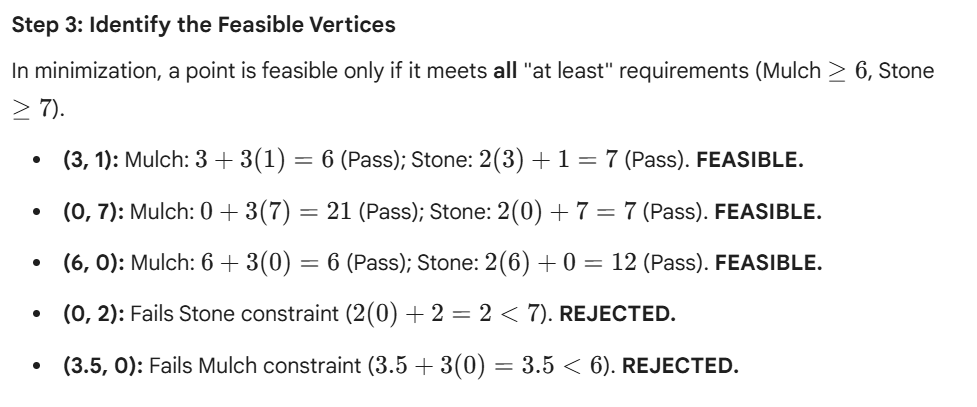 Step 3: Identify the Feasible Vertices
In minimization, a point is feasible only if it meets all "at least" requirements (Mulch ≥ 6, Stone
≥ 7).
• (3, 1): Mulch: 3 + 3(1) = 6 (Pass); Stone: 2(3) + 1 = 7 (Pass). FEASIBLE.
• (0, 7): Mulch: 0 + 3(7) = 21 (Pass); Stone: 2(0) + 7 = 7 (Pass). FEASIBLE.
• (6, 0): Mulch: 6 + 3(0) = 6 (Pass); Stone: 2(6) + 0 = 12 (Pass). FEASIBLE.
• (0, 2): Fails Stone constraint (2(0) + 2 = 2 < 7). REJECTED.
• (3.5, 0): Fails Mulch constraint (3.5 + 3(0) = 3.5 < 6). REJECTED.